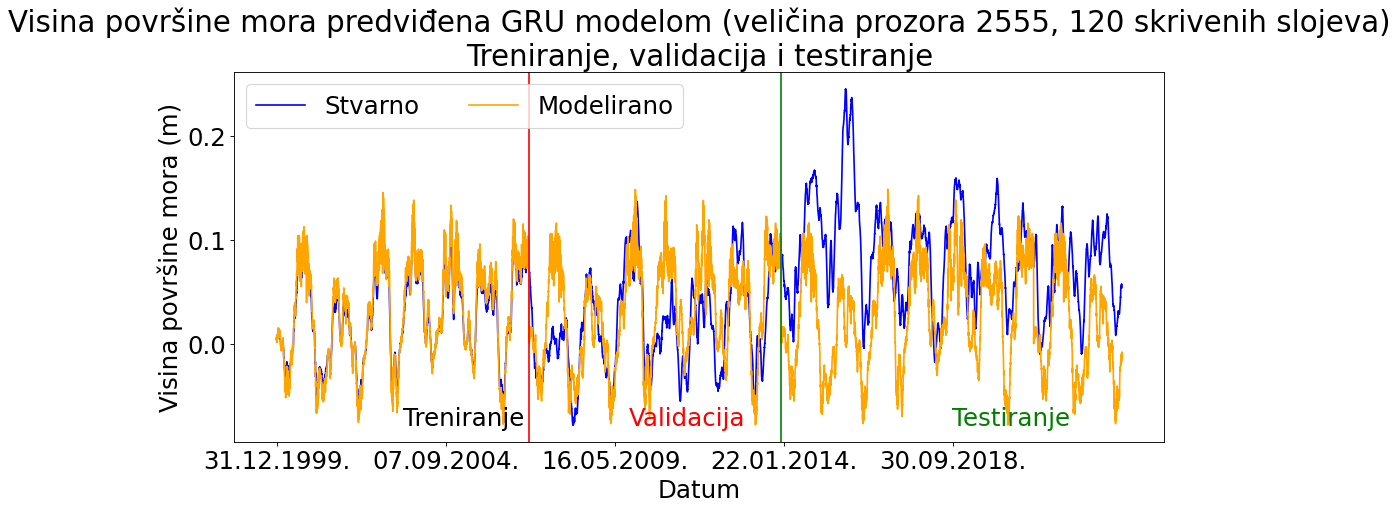 Visina površine mora predviđena GRU modelom (veličina prozora 2555, 120 skrivenih slojeva)
Treniranje, validacija i testiranje
Stvarno
Modelirano
Visina površine mora (m)
0.2
0.1
0.0
Treniranje
Validacija
Testiranje
31.12.1999.
07.09.2004.
16.05.2009.
22.01.2014.
30.09.2018.
Datum